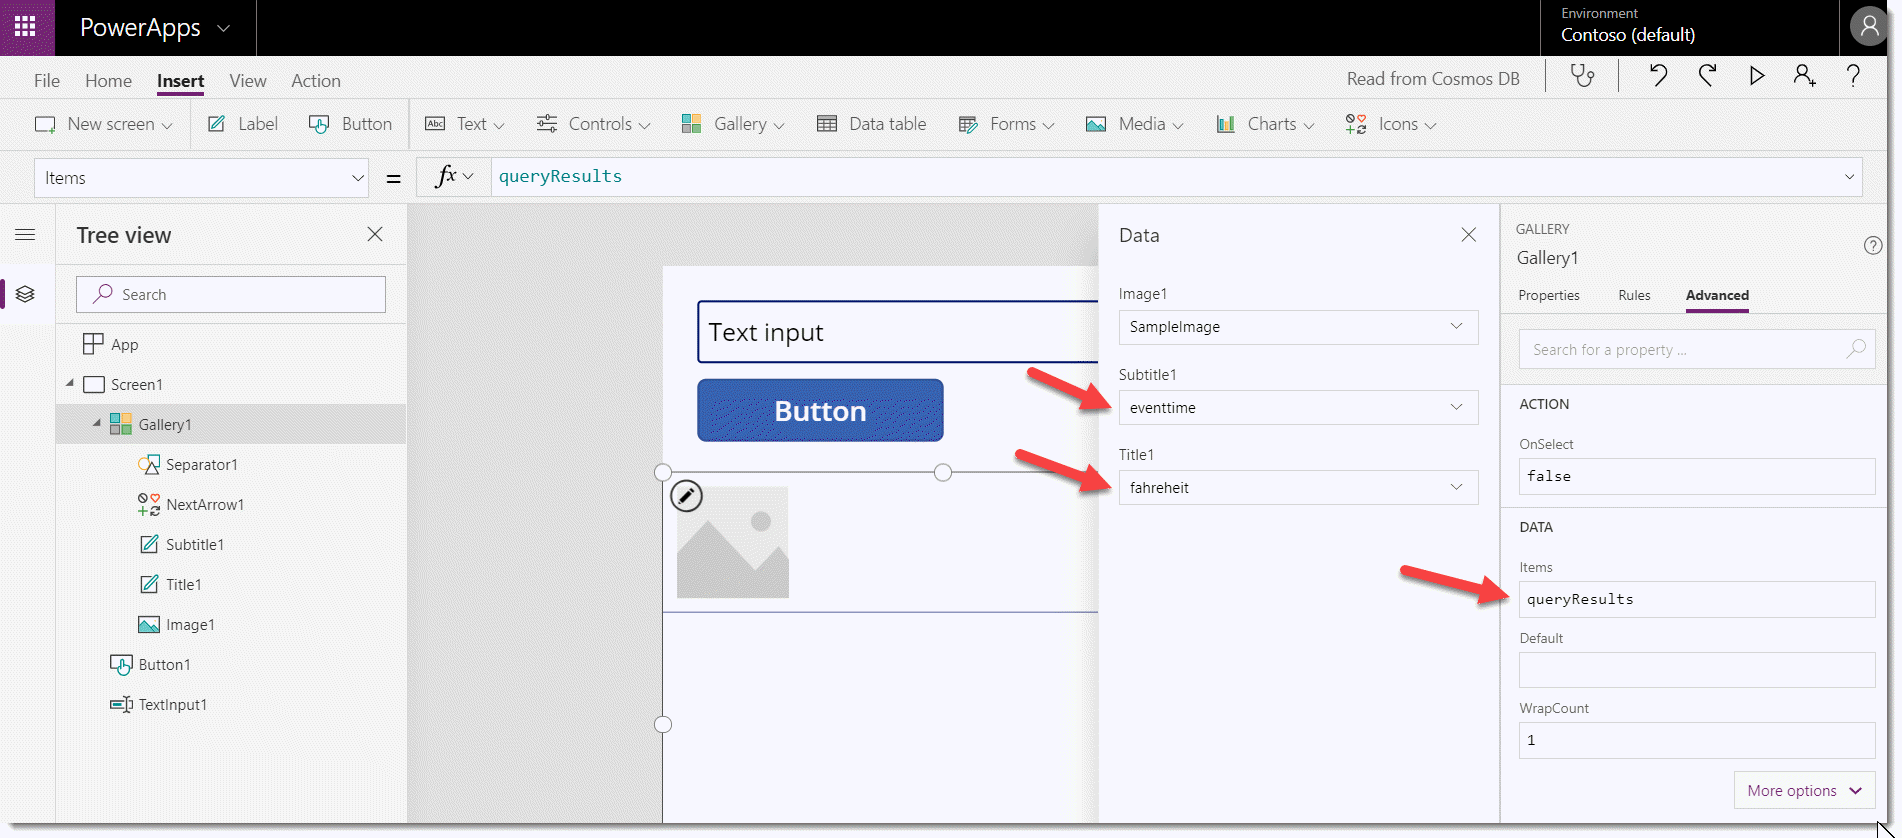 PowerApps
Environment
Contoso (default)
File Home Insert View Action
Read from Cosmos DB
New screen Label Button Text Controls Gallery Data table Forms Media Charts Icons
Abc
Items = fx queryResults
Tree view
Search
App
Screen1
Gallery1
Separator1
NextArrow1
Subtitle1
Title1
Image1
Button1
TextInput1
Text input
Button
Data
Image1
SampleImage
Subtitle1
eventtime
Title1
fahreheit
GALLERY
Gallery1
Properties Rules Advanced
Search for a property ...
ACTION
OnSelect
false
DATA
Items
queryResults
Default
WrapCount
1
More options